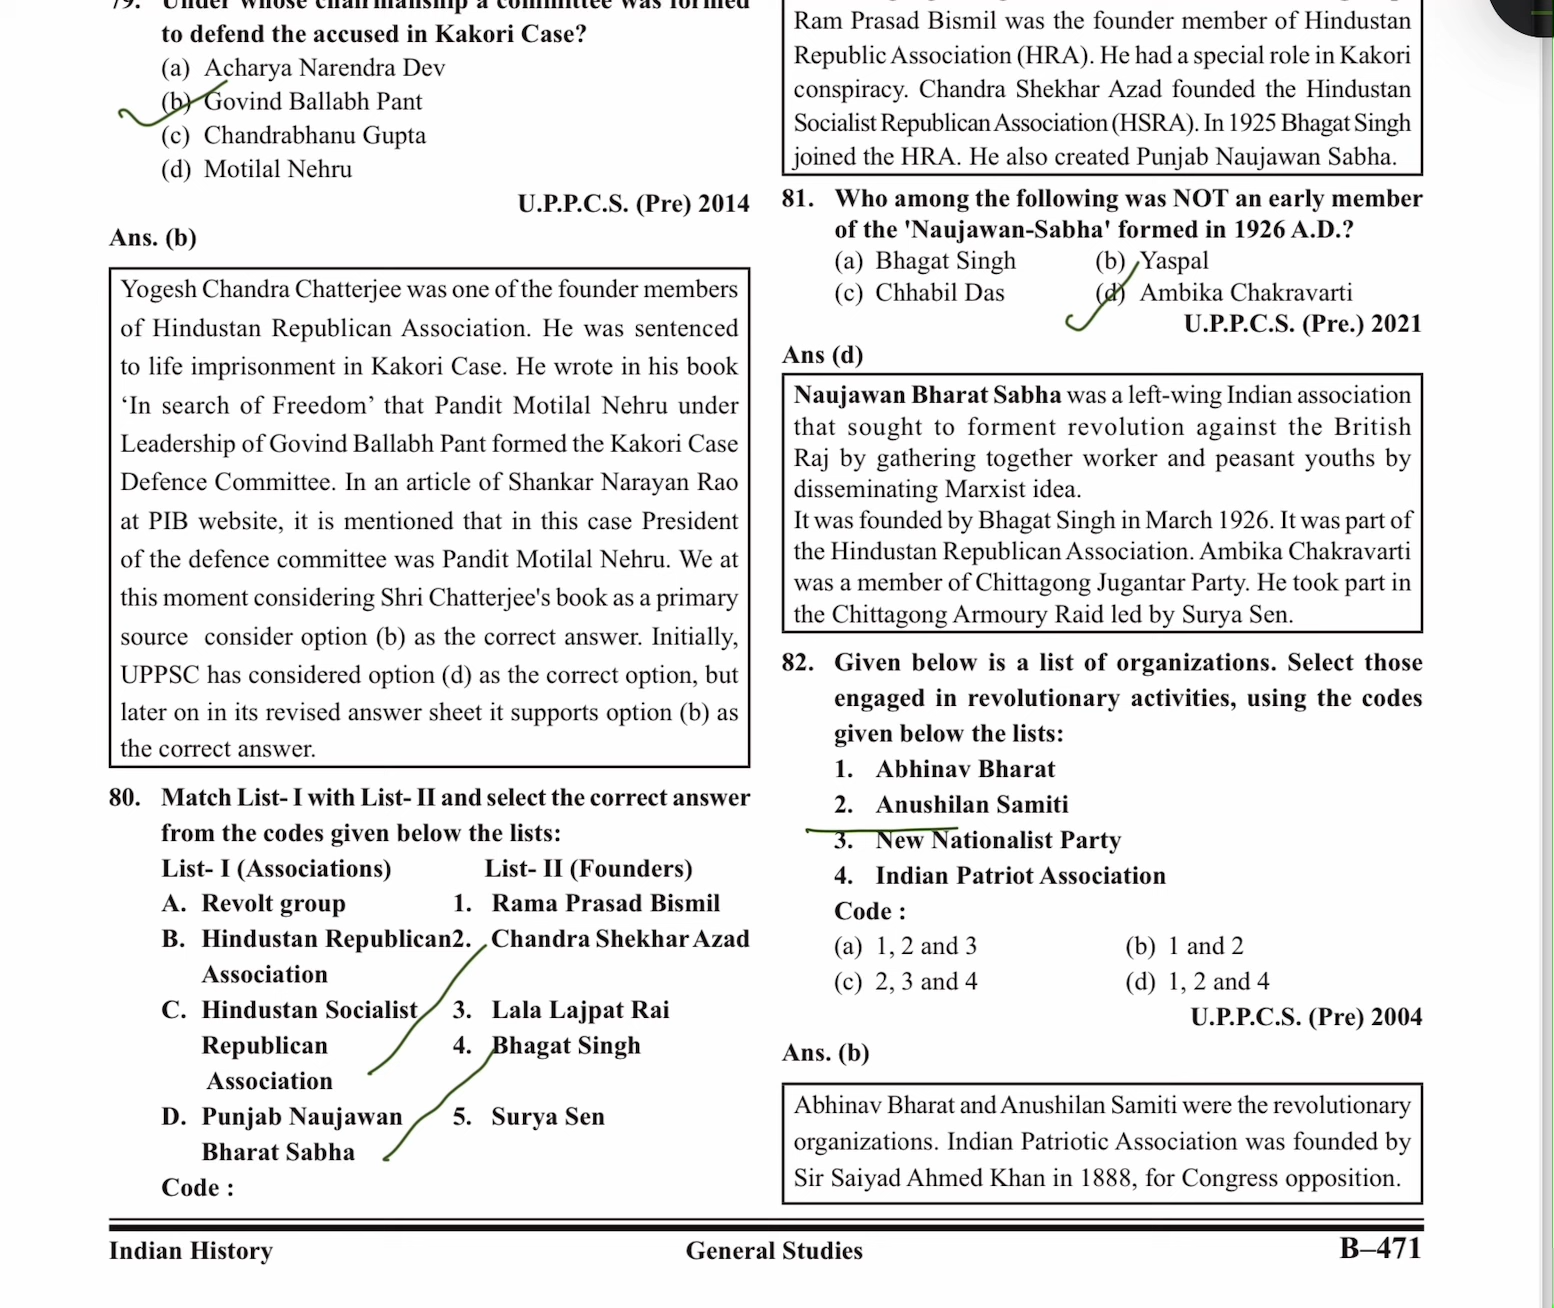 79. Under whose chairmanship a committee was formed
to defend the accused in Kakori Case?
(a) Acharya Narendra Dev
(b) Govind Ballabh Pant
(c) Chandrabhanu Gupta
(d) Motilal Nehru
U.P.P.C.S. (Pre) 2014
Ans. (b)
Yogesh Chandra Chatterjee was one of the founder members
of Hindustan Republican Association. He was sentenced
to life imprisonment in Kakori Case. He wrote in his book
‘In search of Freedom’ that Pandit Motilal Nehru under
Leadership of Govind Ballabh Pant formed the Kakori Case
Defence Committee. In an article of Shankar Narayan Rao
at PIB website, it is mentioned that in this case President
of the defence committee was Pandit Motilal Nehru. We at
this moment considering Shri Chatterjee's book as a primary
source consider option (b) as the correct answer. Initially,
UPPSC has considered option (d) as the correct option, but
later on in its revised answer sheet it supports option (b) as
the correct answer.
80. Match List- I with List- II and select the correct answer
from the codes given below the lists:
List- I (Associations) List- II (Founders)
A. Revolt group 1. Rama Prasad Bismil
B. Hindustan Republican 2. Chandra Shekhar Azad
Association
C. Hindustan Socialist 3. Lala Lajpat Rai
Republican 4. Bhagat Singh
Association
D. Punjab Naujawan 5. Surya Sen
Bharat Sabha
Code :
Ram Prasad Bismil was the founder member of Hindustan
Republic Association (HRA). He had a special role in Kakori
conspiracy. Chandra Shekhar Azad founded the Hindustan
Socialist Republican Association (HSRA). In 1925 Bhagat Singh
joined the HRA. He also created Punjab Naujawan Sabha.
81. Who among the following was NOT an early member
of the 'Naujawan-Sabha' formed in 1926 A.D.?
(a) Bhagat Singh (b) Yaspal
(c) Chhabil Das (d) Ambika Chakravarti
U.P.P.C.S. (Pre.) 2021
Ans (d)
Naujawan Bharat Sabha was a left-wing Indian association
that sought to forment revolution against the British
Raj by gathering together worker and peasant youths by
disseminating Marxist idea.
It was founded by Bhagat Singh in March 1926. It was part of
the Hindustan Republican Association. Ambika Chakravarti
was a member of Chittagong Jugantar Party. He took part in
the Chittagong Armoury Raid led by Surya Sen.
82. Given below is a list of organizations. Select those
engaged in revolutionary activities, using the codes
given below the lists:
1. Abhinav Bharat
2. Anushilan Samiti
3. New Nationalist Party
4. Indian Patriot Association
Code :
(a) 1, 2 and 3 (b) 1 and 2
(c) 2, 3 and 4 (d) 1, 2 and 4
U.P.P.C.S. (Pre) 2004
Ans. (b)
Abhinav Bharat and Anushilan Samiti were the revolutionary
organizations. Indian Patriotic Association was founded by
Sir Saiyad Ahmed Khan in 1888, for Congress opposition.
Indian History General Studies B–471